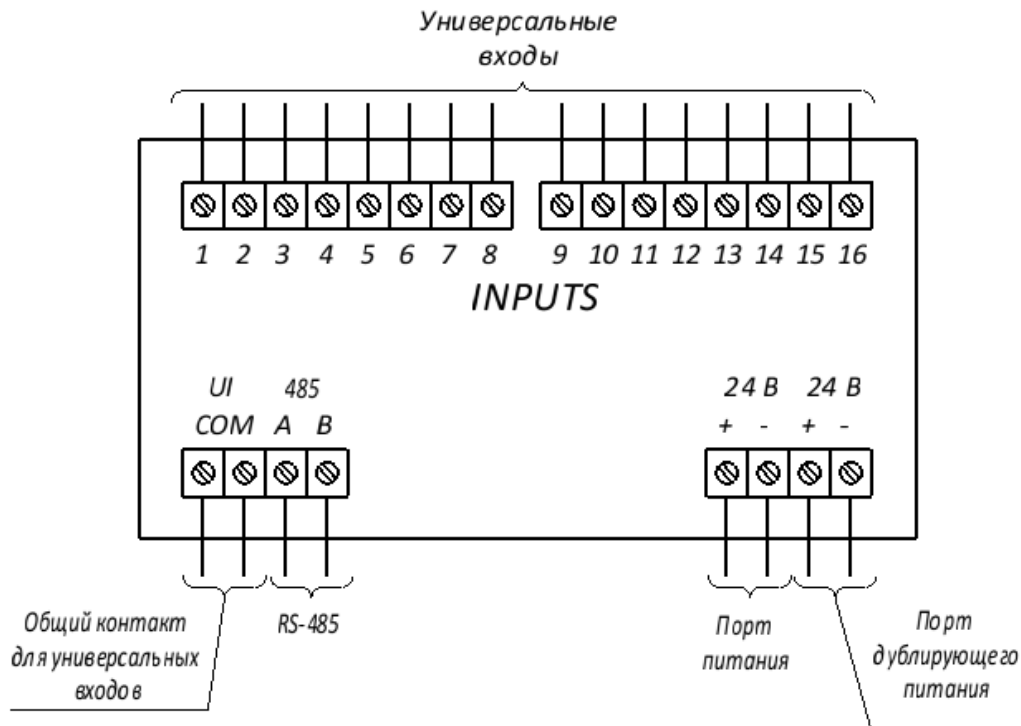 Универсальные
входы
1 2 3 4 5 6 7 8 9 10 11 12 13 14 15 16
INPUTS
UI 485 24 В 24 В
COM A B + - + -
Общий контакт
для универсальных
входов
RS-485
Порт
питания
Порт
дублирующего
питания